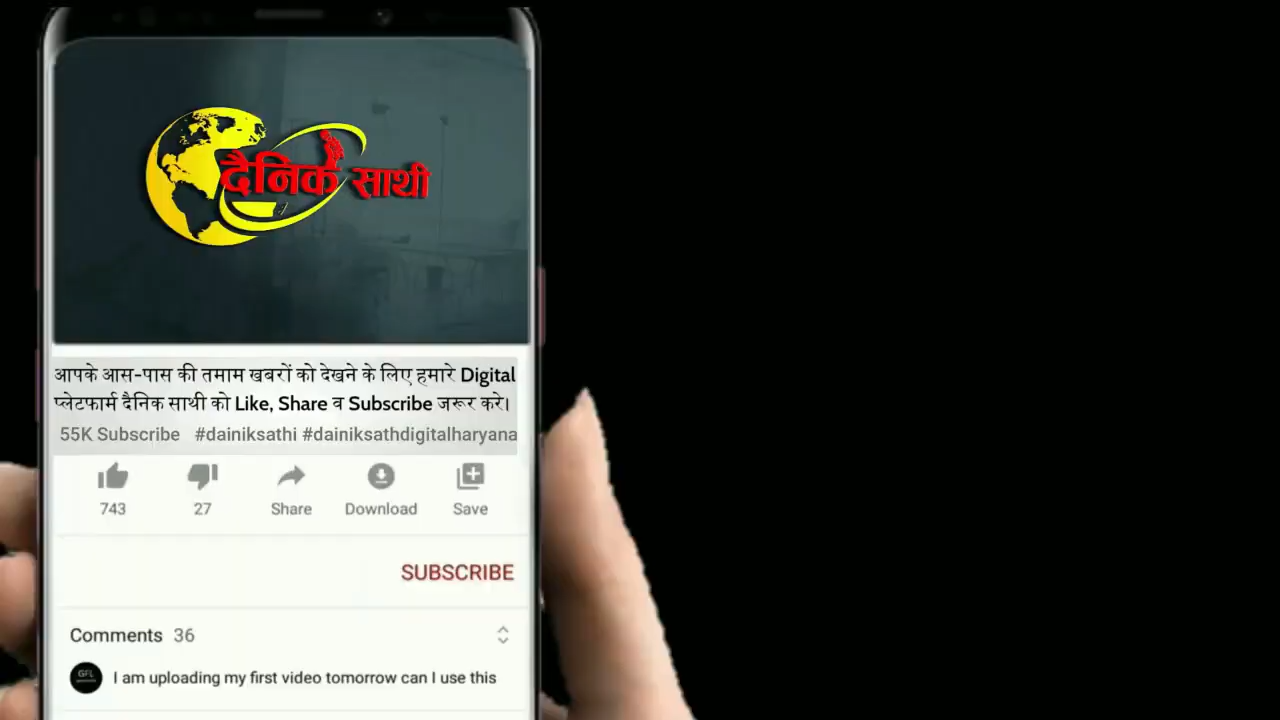 दैनिक साथी
आपके आस-पास की तमाम खबरों को देखने के लिए हमारे Digital
प्लेटफार्म दैनिक साथी को Like, Share व Subscribe जरूर करे।
55K Subscribe #dainiksathi #dainiksathdigitalharyana
743 27 Share Download Save
SUBSCRIBE
Comments 36
GFL
I am uploading my first video tomorrow can I use this